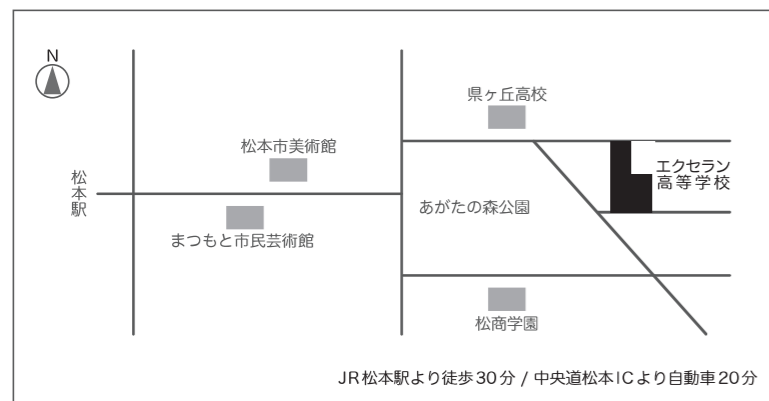 N
県ヶ丘高校
松本市美術館
エクセラン
高等学校
松本駅
あがたの森公園
まつもと市民芸術館
松商学園
JR松本駅より徒歩30分 / 中央道松本ICより自動車20分